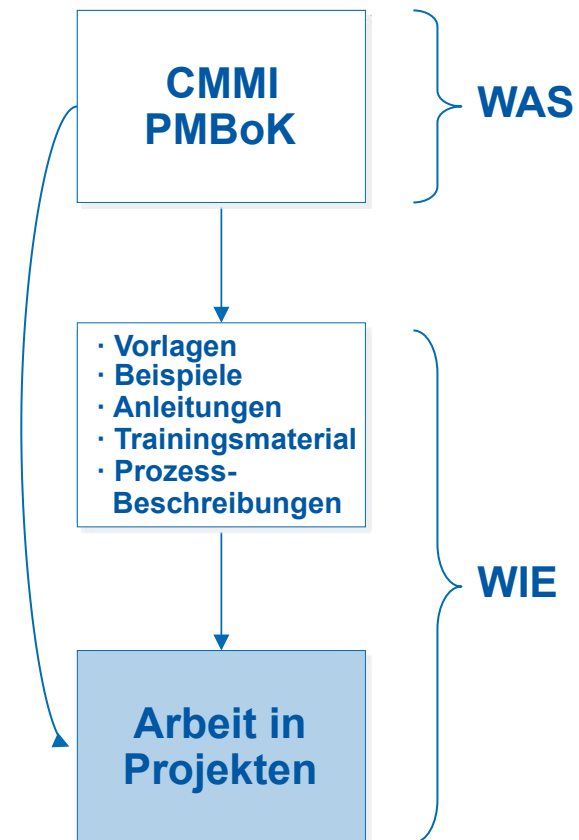 CMMI
PMBoK
WAS
· Vorlagen
· Beispiele
· Anleitungen
· Trainingsmaterial
· Prozess-
Beschreibungen
WIE
Arbeit in
Projekten